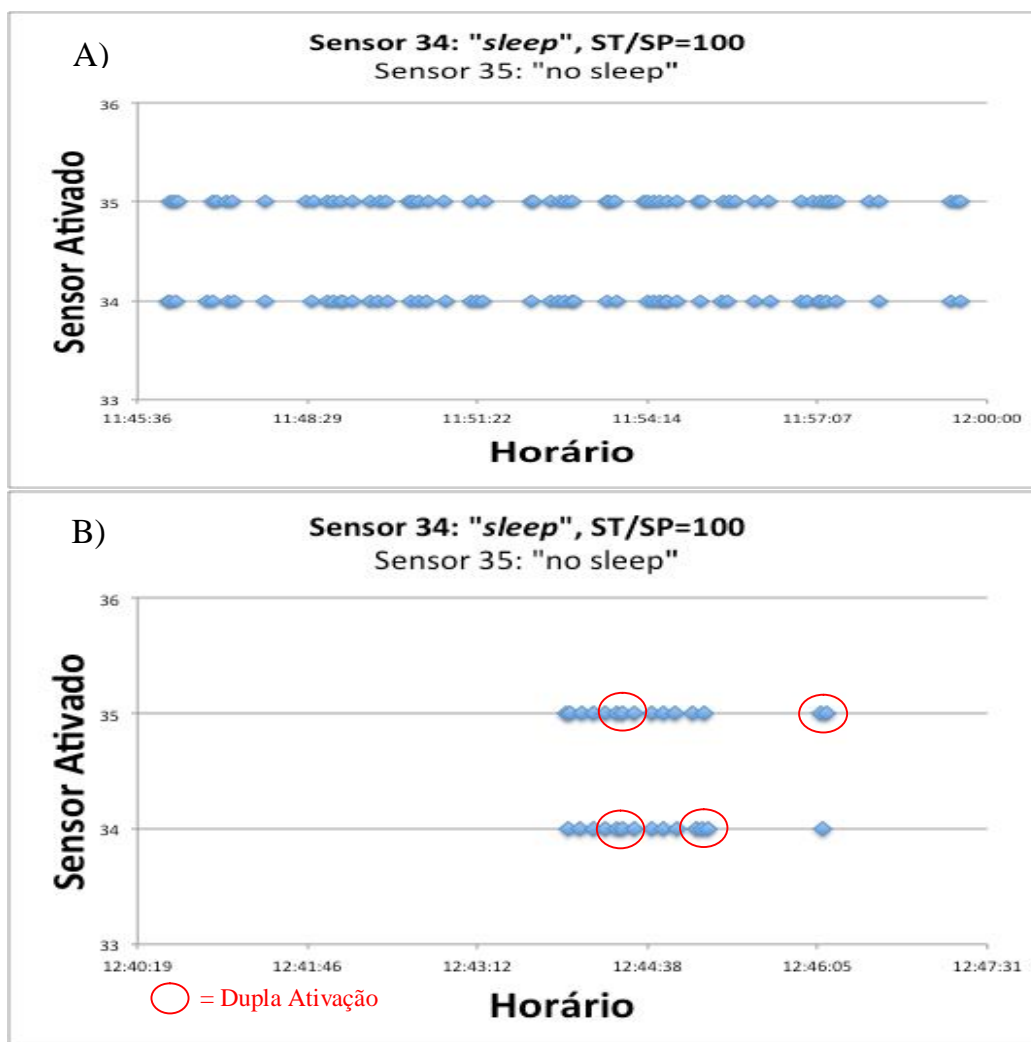 A)
Sensor 34: "sleep", ST/SP=100
Sensor 35: "no sleep"
Sensor Ativado
36
35
34
33
11:45:36 11:48:29 11:51:22 11:54:14 11:57:07 12:00:00
Horário
B)
Sensor 34: "sleep", ST/SP=100
Sensor 35: "no sleep"
Sensor Ativado
36
35
34
33
12:40:19 12:41:46 12:43:12 12:44:38 12:46:05 12:47:31
= Dupla Ativação
Horário